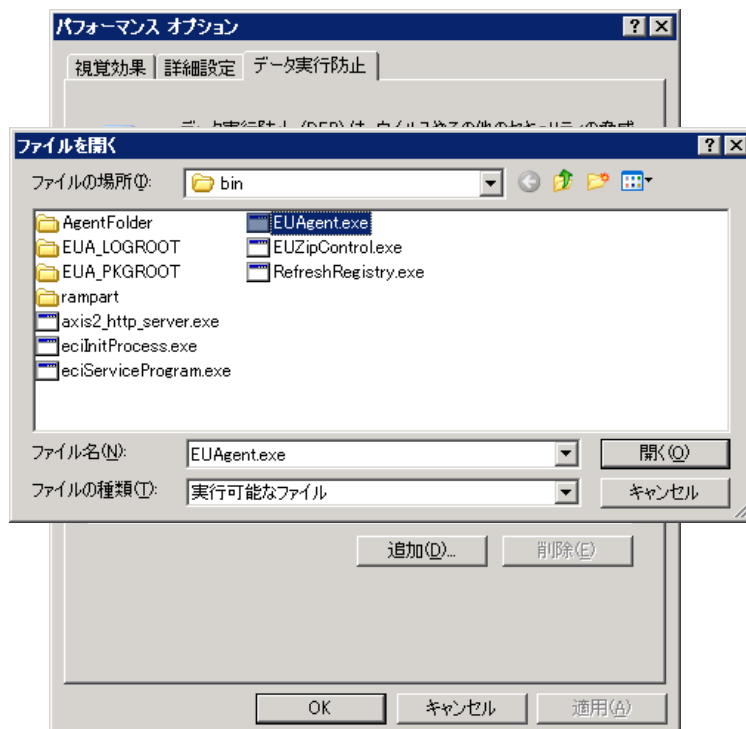 パフォーマンス オプション
視覚効果 詳細設定 データ実行防止
ファイルを開く
ファイルの場所(I): bin
AgentFolder EUAgent.exe
EUA_LOGROOT EUZipControl.exe
EUA_PKGROOT RefreshRegistry.exe
rampart
axis2_http_server.exe
eciInitProcess.exe
eciServiceProgram.exe
ファイル名(N): EUAgent.exe 開く(O)
ファイルの種類(T): 実行可能なファイル キャンセル
追加(D)... 削除(E)
OK キャンセル 適用(A)